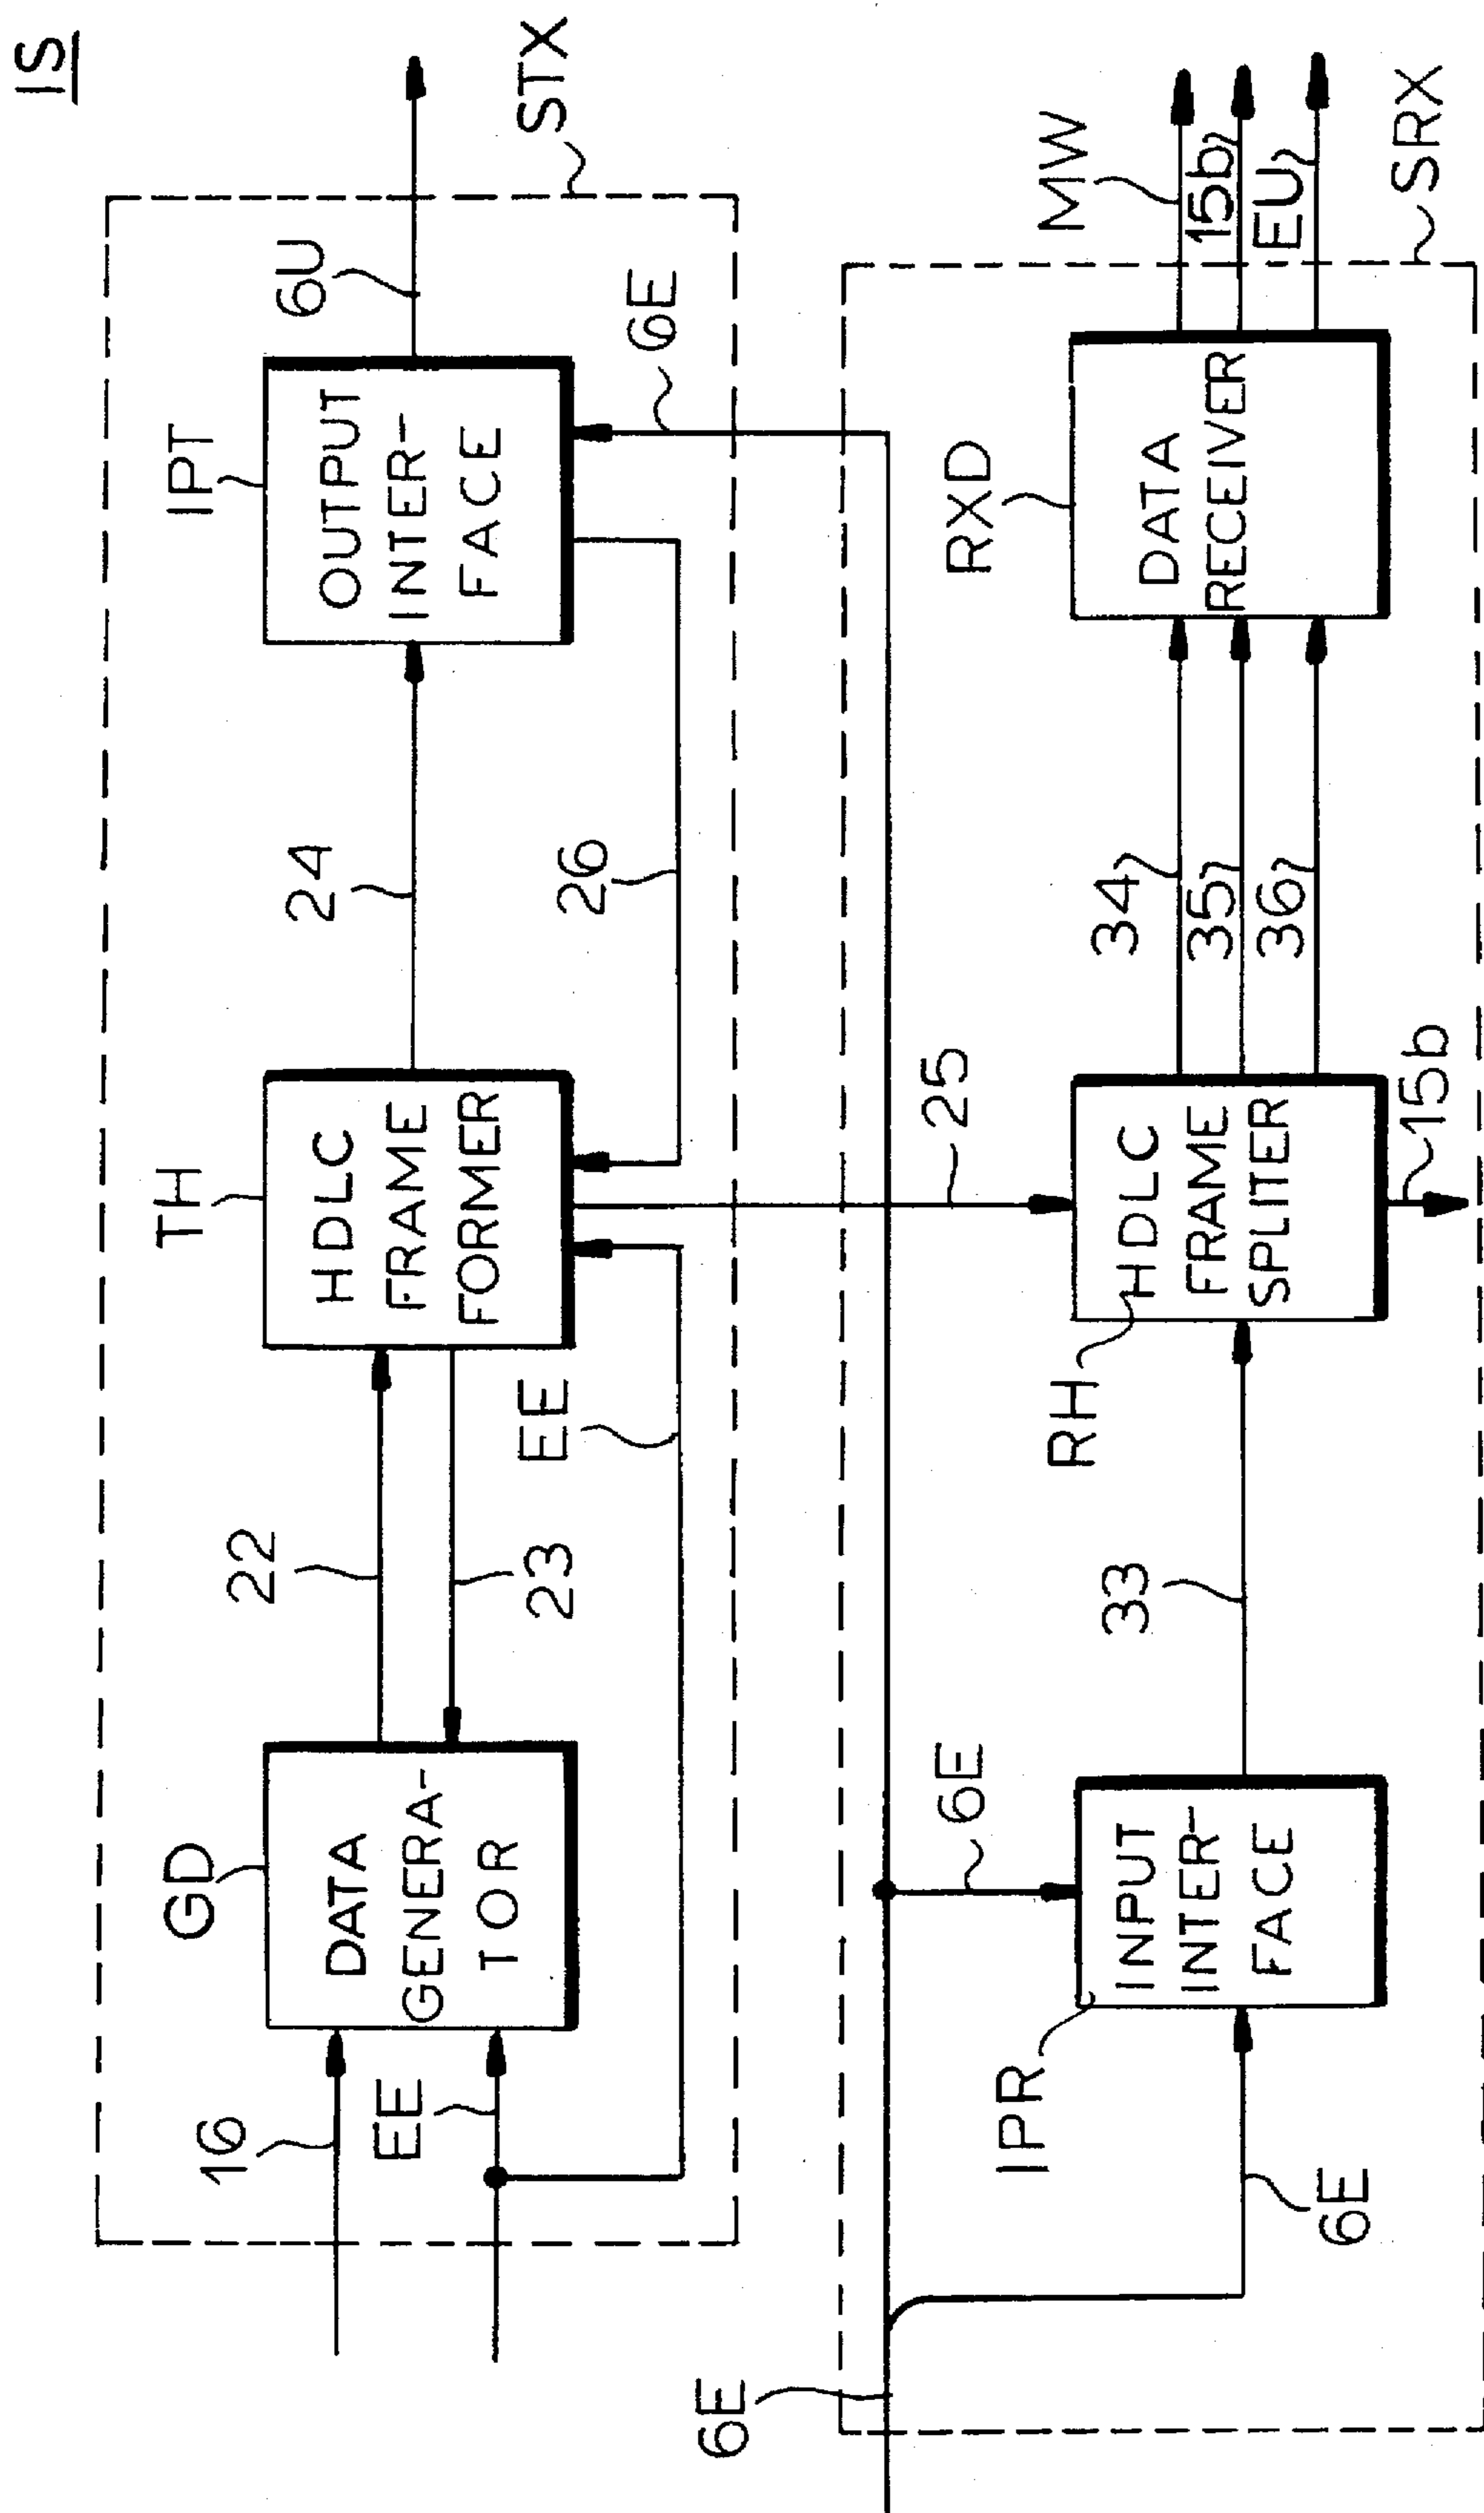 IS
STX
GD
DATA
GENERA-
TOR
16
EE
22
23
EE
TH
HDLC
FRAME
FORMER
24
26
IPT
OUTPUT
INTER-
FACE
6U
6E
6E
6E
6E
IPR
INPUT
INTER-
FACE
33
RH
HDLC
FRAME
SPLITER
25
15b
34
35
36
RXD
DATA
RECEIVER
MW
15b
EU
SRX